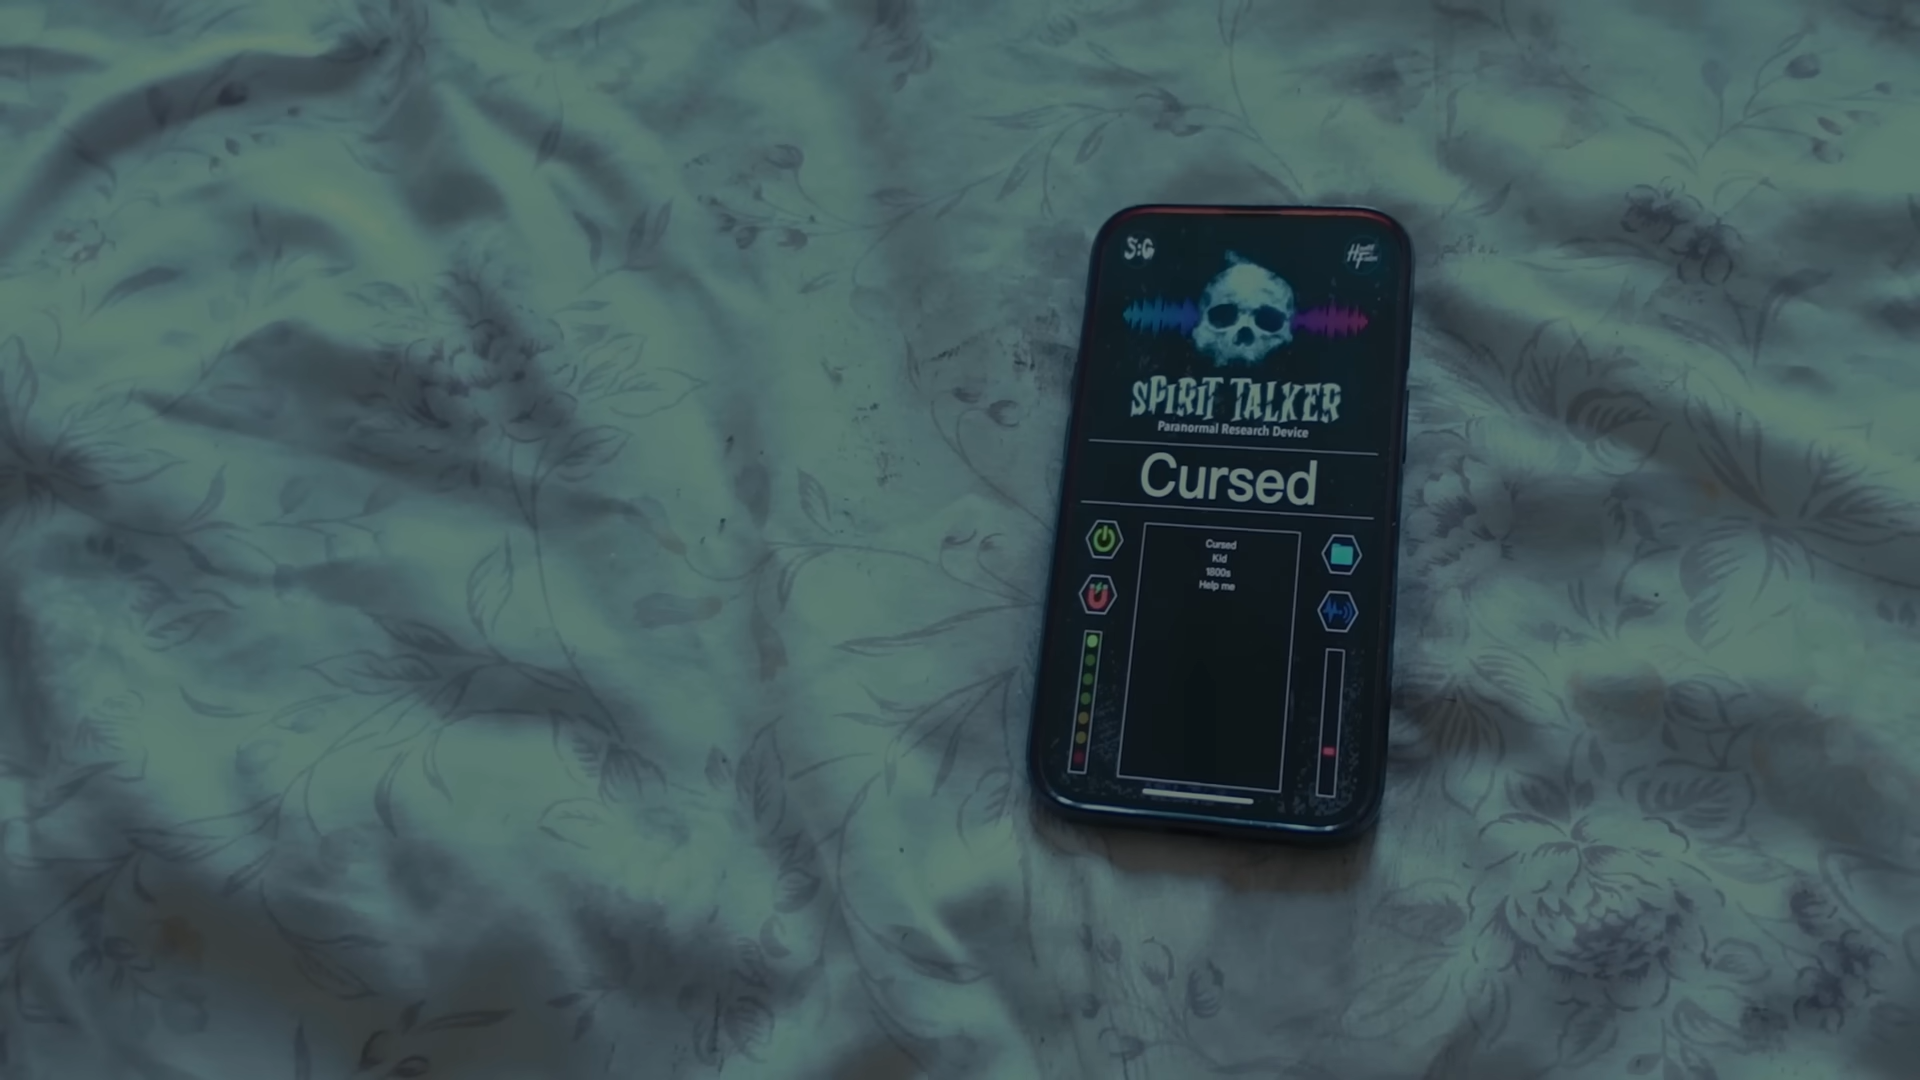 S:G
SPIRIT TALKER
Paranormal Research Device
Cursed
Cursed
Kid
1800s
Help me